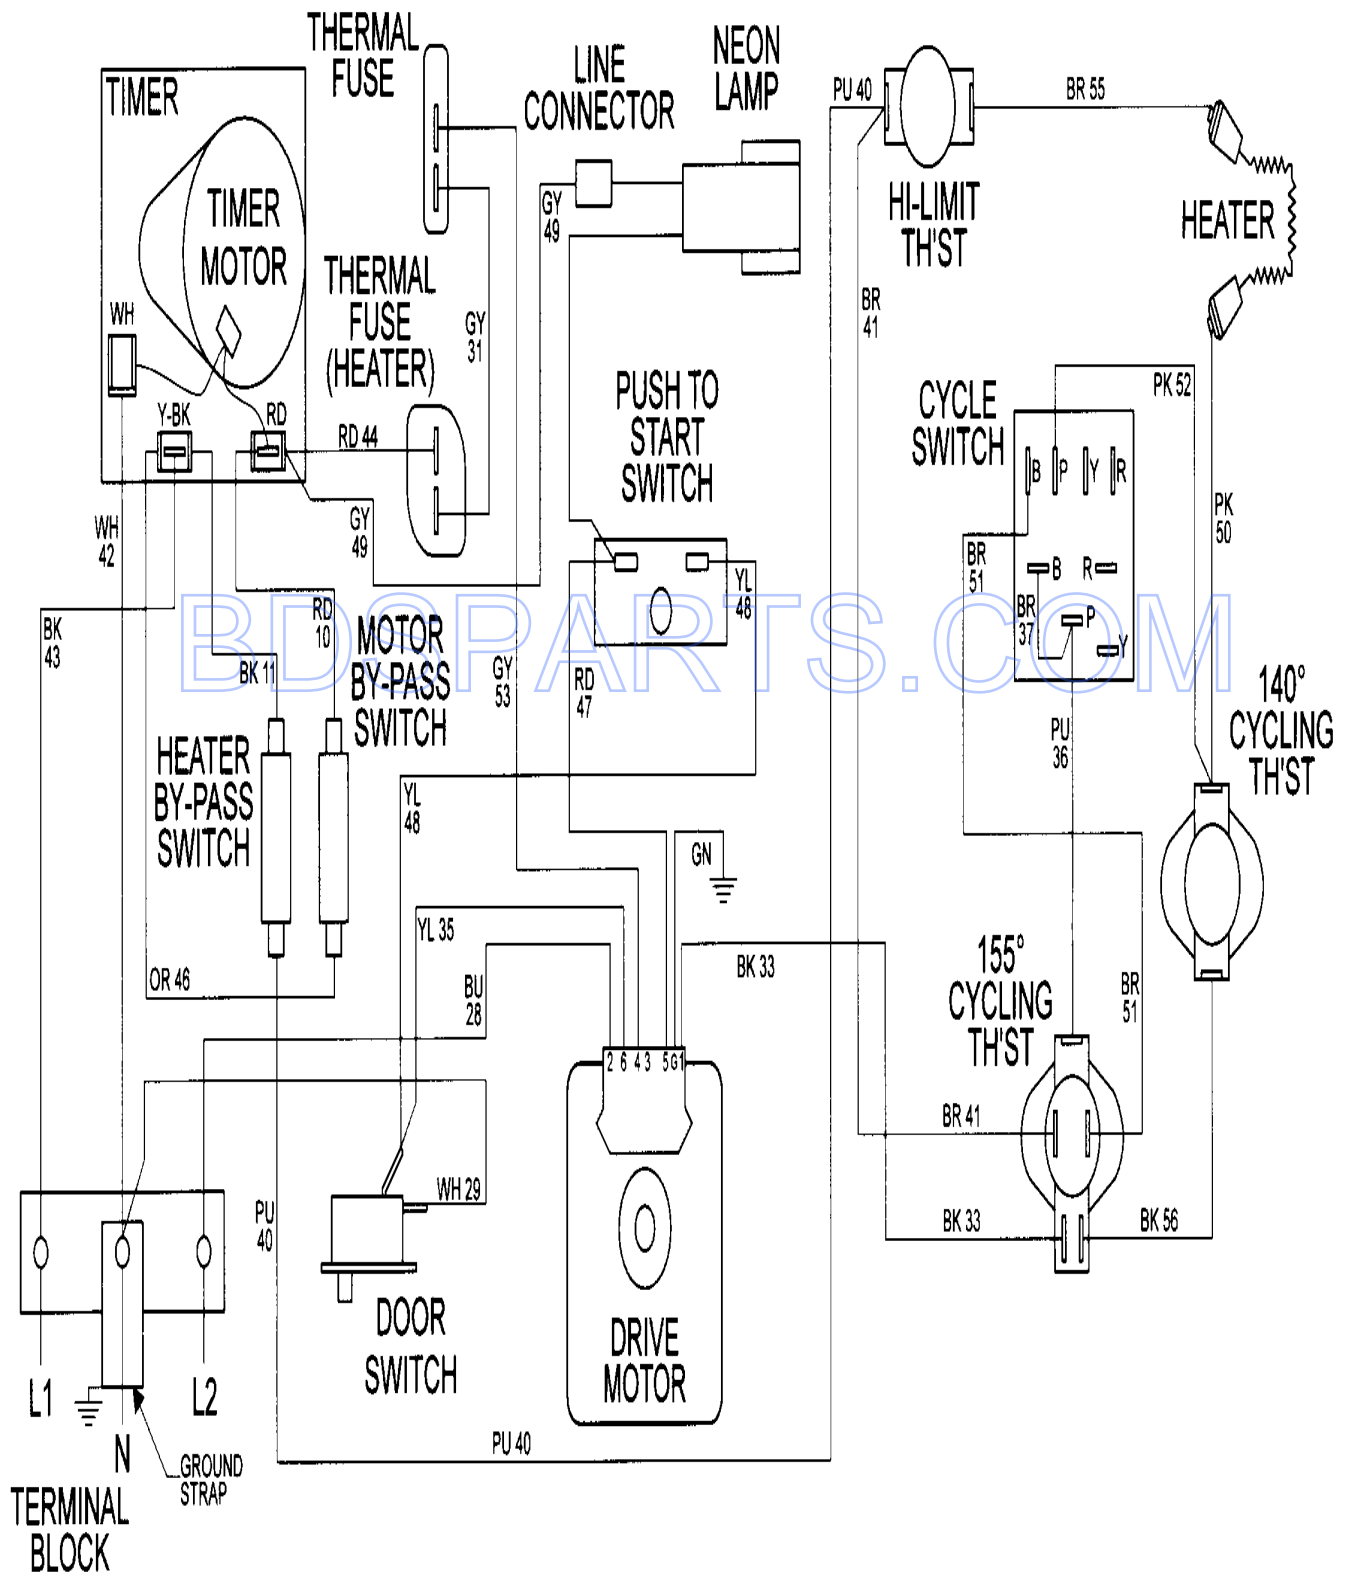 THERMAL
FUSE
TIMER
TIMER
MOTOR
WH
Y-BK
RD
WH
42
THERMAL
FUSE
(HEATER)
RD 44
GY
49
GY
31
LINE
CONNECTOR
NEON
LAMP
GY
49
PU 40
BR 55
HI-LIMIT
TH'ST
HEATER
BR
41
PUSH TO
START
SWITCH
YL
48
CYCLE
SWITCH
PK 52
PK
50
B
P
Y
R
B
R
P
Y
BR
51
BR
37
PU
36
BDSPARTS.COM
BK
43
BK 11
RD
10
MOTOR
BY-PASS
SWITCH
HEATER
BY-PASS
SWITCH
GY
53
RD
47
YL
48
GN
YL 35
BU
28
OR 46
BK 33
140°
CYCLING
TH'ST
155°
CYCLING
TH'ST
BR
51
BR 41
BK 33
BK 56
2 6 4 3 5 G 1
DRIVE
MOTOR
WH 29
DOOR
SWITCH
PU
40
PU 40
L1
N
L2
GROUND
STRAP
TERMINAL
BLOCK